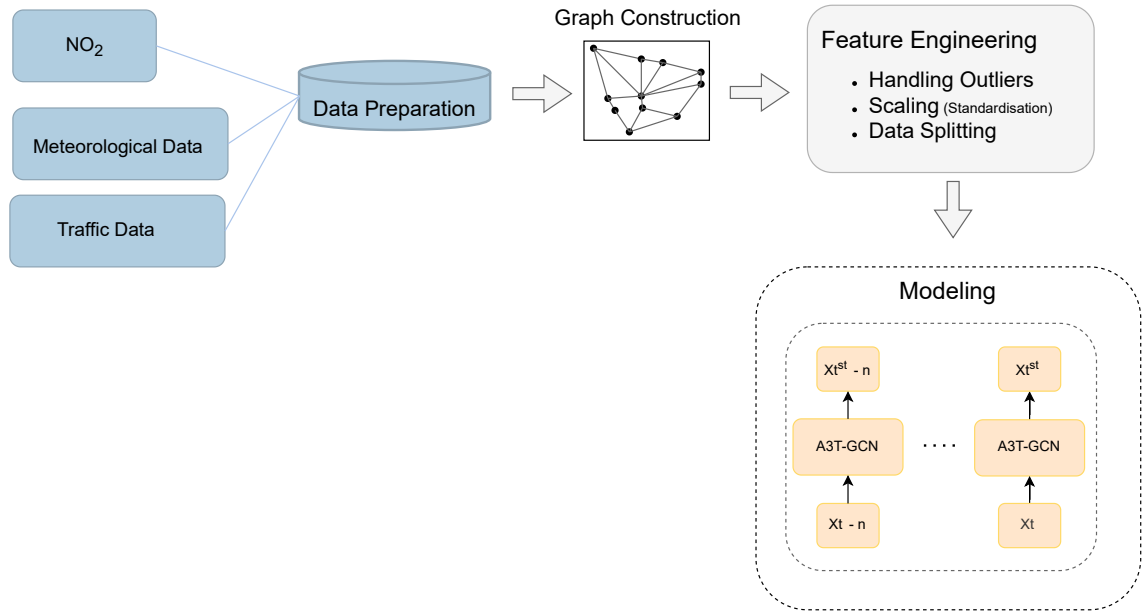 NO₂
Meteorological Data
Traffic Data
Data Preparation
Graph Construction
Feature Engineering
Handling Outliers
Scaling (Standardisation)
Data Splitting
Modeling
Xtˢᵗ - n
Xtˢᵗ
A3T-GCN
. . . .
A3T-GCN
Xt - n
Xt